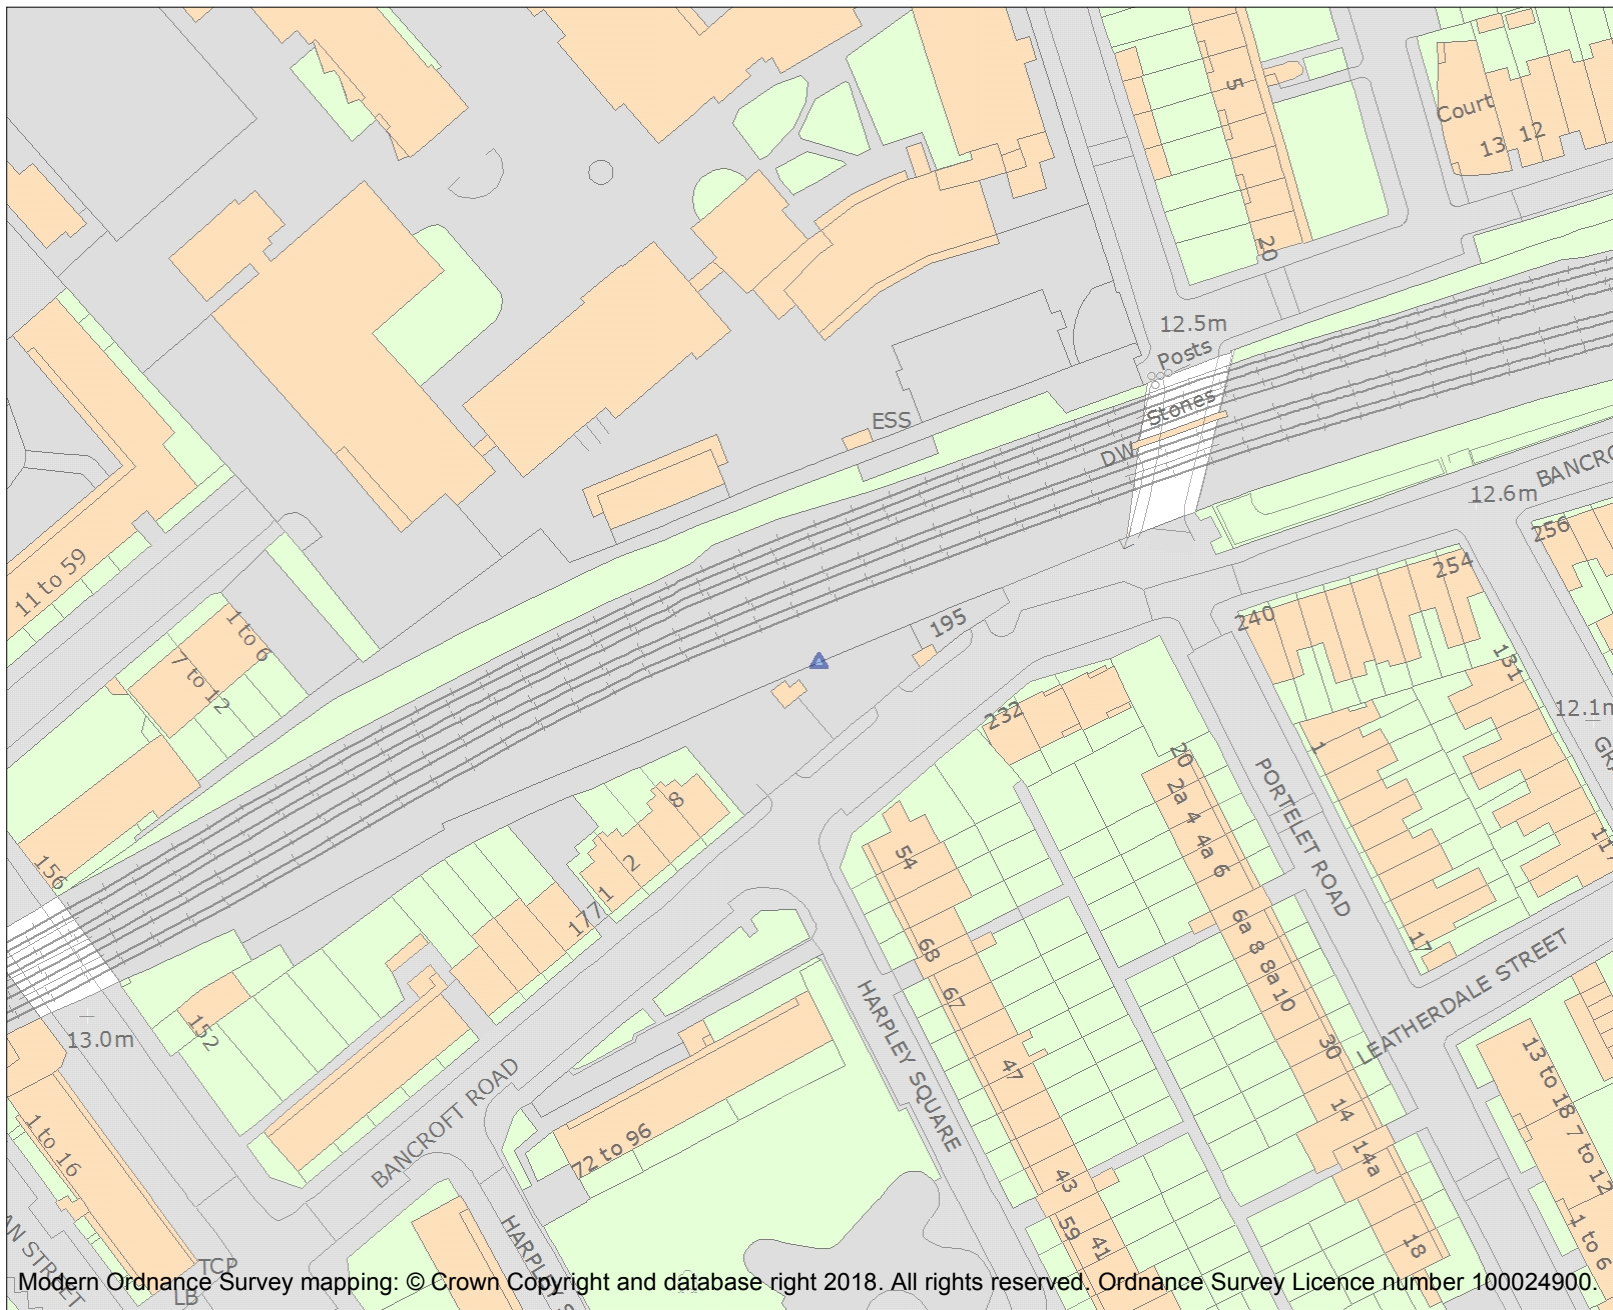 5
Court
13 12
20
12.5m
Posts
Stones
ESS
DW
12.6m
BANCRO
256
254
240
11 to 59
1 to 6
7 to 12
195
131
12.1m
GRA
232
1
20
2a 4 4a 6
PORTELET ROAD
117
8
2
1
177
156
54
68
67
6a 8 8a 10
17
LEATHERDALE STREET
152
13.0m
HARPLEY SQUARE
47
30
14
14a
13 to 18
7 to 12
1 to 6
BANCROFT ROAD
1 to 16
72 to 96
43
59
41
18
HARPLEY S
AN STREET
TCP
LB
Modern Ordnance Survey mapping: © Crown Copyright and database right 2018. All rights reserved. Ordnance Survey Licence number 100024900.